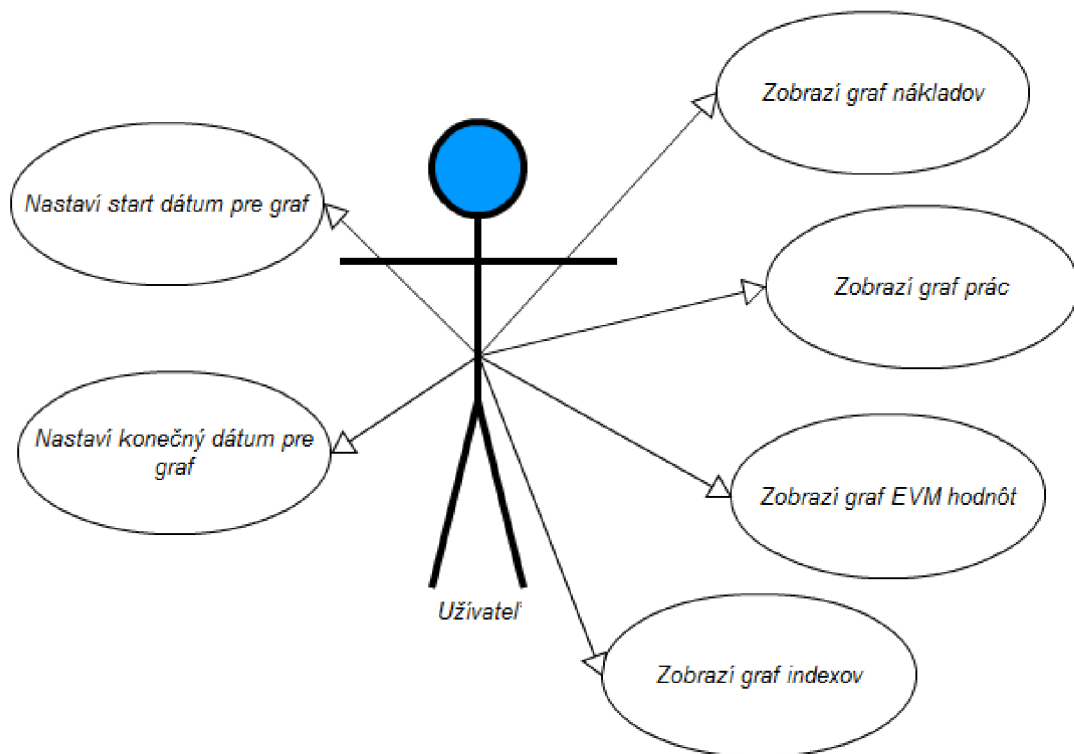 Zobrazí graf nákladov
Nastaví start dátum pre graf
Zobrazí graf prác
Nastaví konečný dátum pre
graf
Zobrazí graf EVM hodnôt
Užívateľ
Zobrazí graf indexov